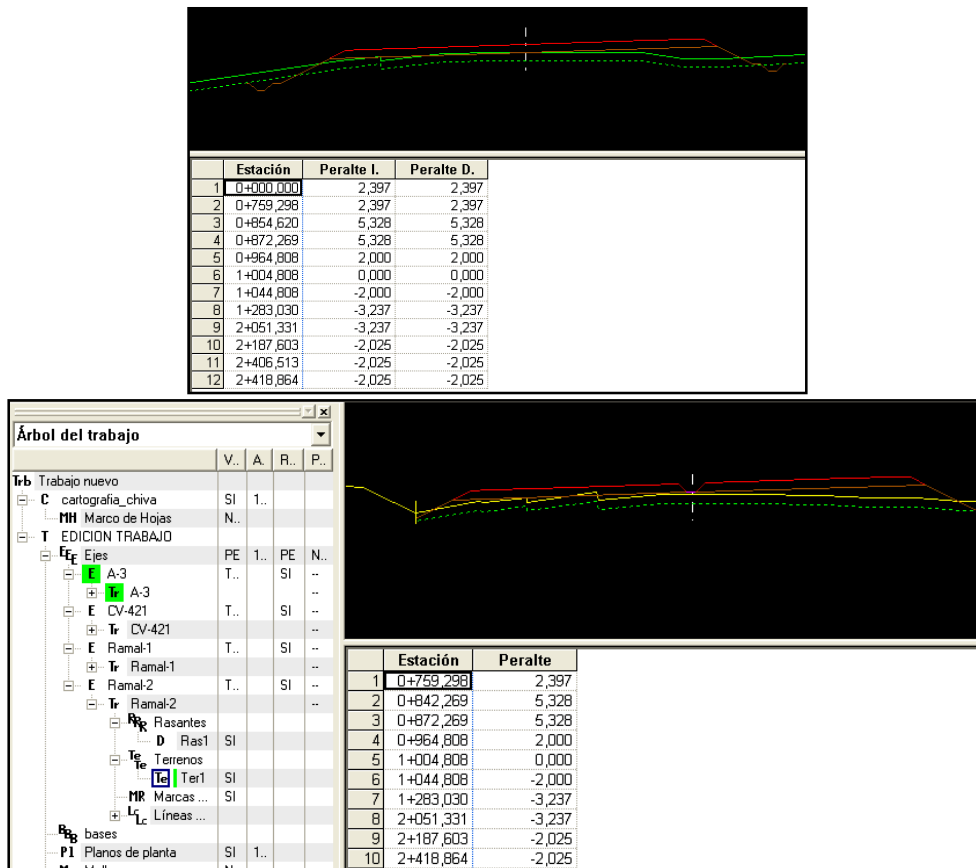 Estación Peralte I. Peralte D.
1 0+000,000 2,397 2,397
2 0+759,298 2,397 2,397
3 0+854,620 5,328 5,328
4 0+872,269 5,328 5,328
5 0+964,808 2,000 2,000
6 1+004,808 0,000 0,000
7 1+044,808 -2,000 -2,000
8 1+283,030 -3,237 -3,237
9 2+051,331 -3,237 -3,237
10 2+187,603 -2,025 -2,025
11 2+406,513 -2,025 -2,025
12 2+418,864 -2,025 -2,025
Árbol del trabajo
V.. A. R.. P..
Trb Trabajo nuevo
C cartografia_chiva SI 1..
MH Marco de Hojas N..
T EDICION TRABAJO
EEE Ejes PE 1.. PE N..
E A-3 T.. SI --
Tr A-3 --
E CV-421 T.. SI --
Tr CV-421 --
E Ramal-1 T.. SI --
Tr Ramal-1 --
E Ramal-2 T.. SI --
Tr Ramal-2 --
RRR Rasantes
D Ras1 SI
Te Te Terrenos
Te Ter1 SI
MR Marcas ... SI
Lc Lc Líneas ...
BBB bases
Pl Planos de planta SI 1..
Estación Peralte
1 0+759,298 2,397
2 0+842,269 5,328
3 0+872,269 5,328
4 0+964,808 2,000
5 1+004,808 0,000
6 1+044,808 -2,000
7 1+283,030 -3,237
8 2+051,331 -3,237
9 2+187,603 -2,025
10 2+418,864 -2,025